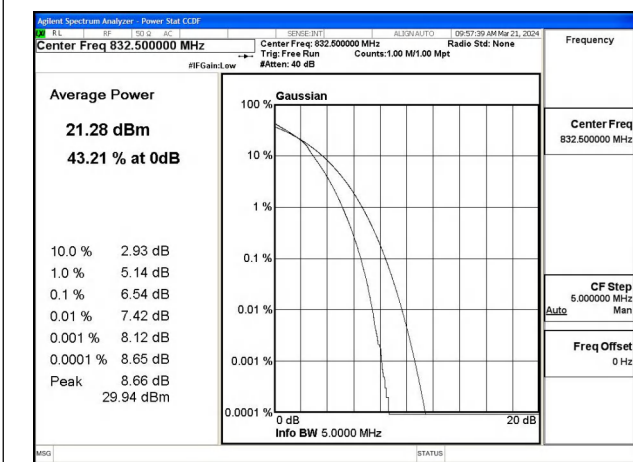 Agilent Spectrum Analyzer - Power Stat CCDF
RL RF 50 Ω AC SENSE:INT ALIGN AUTO 09:57:39 AM Mar 21, 2024
Center Freq 832.500000 MHz
Center Freq: 832.500000 MHz Radio Std: None
Trig: Free Run Counts:1.00 M/1.00 Mpt
#IFGain:Low #Atten: 40 dB
Frequency
Average Power
21.28 dBm
43.21 % at 0dB
10.0 % 2.93 dB
1.0 % 5.14 dB
0.1 % 6.54 dB
0.01 % 7.42 dB
0.001 % 8.12 dB
0.0001 % 8.65 dB
Peak 8.66 dB
29.94 dBm
Gaussian
100 %
10 %
1 %
0.1 %
0.01 %
0.001 %
0.0001 %
0 dB 20 dB
Info BW 5.0000 MHz
Center Freq
832.500000 MHz
CF Step
5.000000 MHz
Auto Man
Freq Offset
0 Hz
MSG STATUS